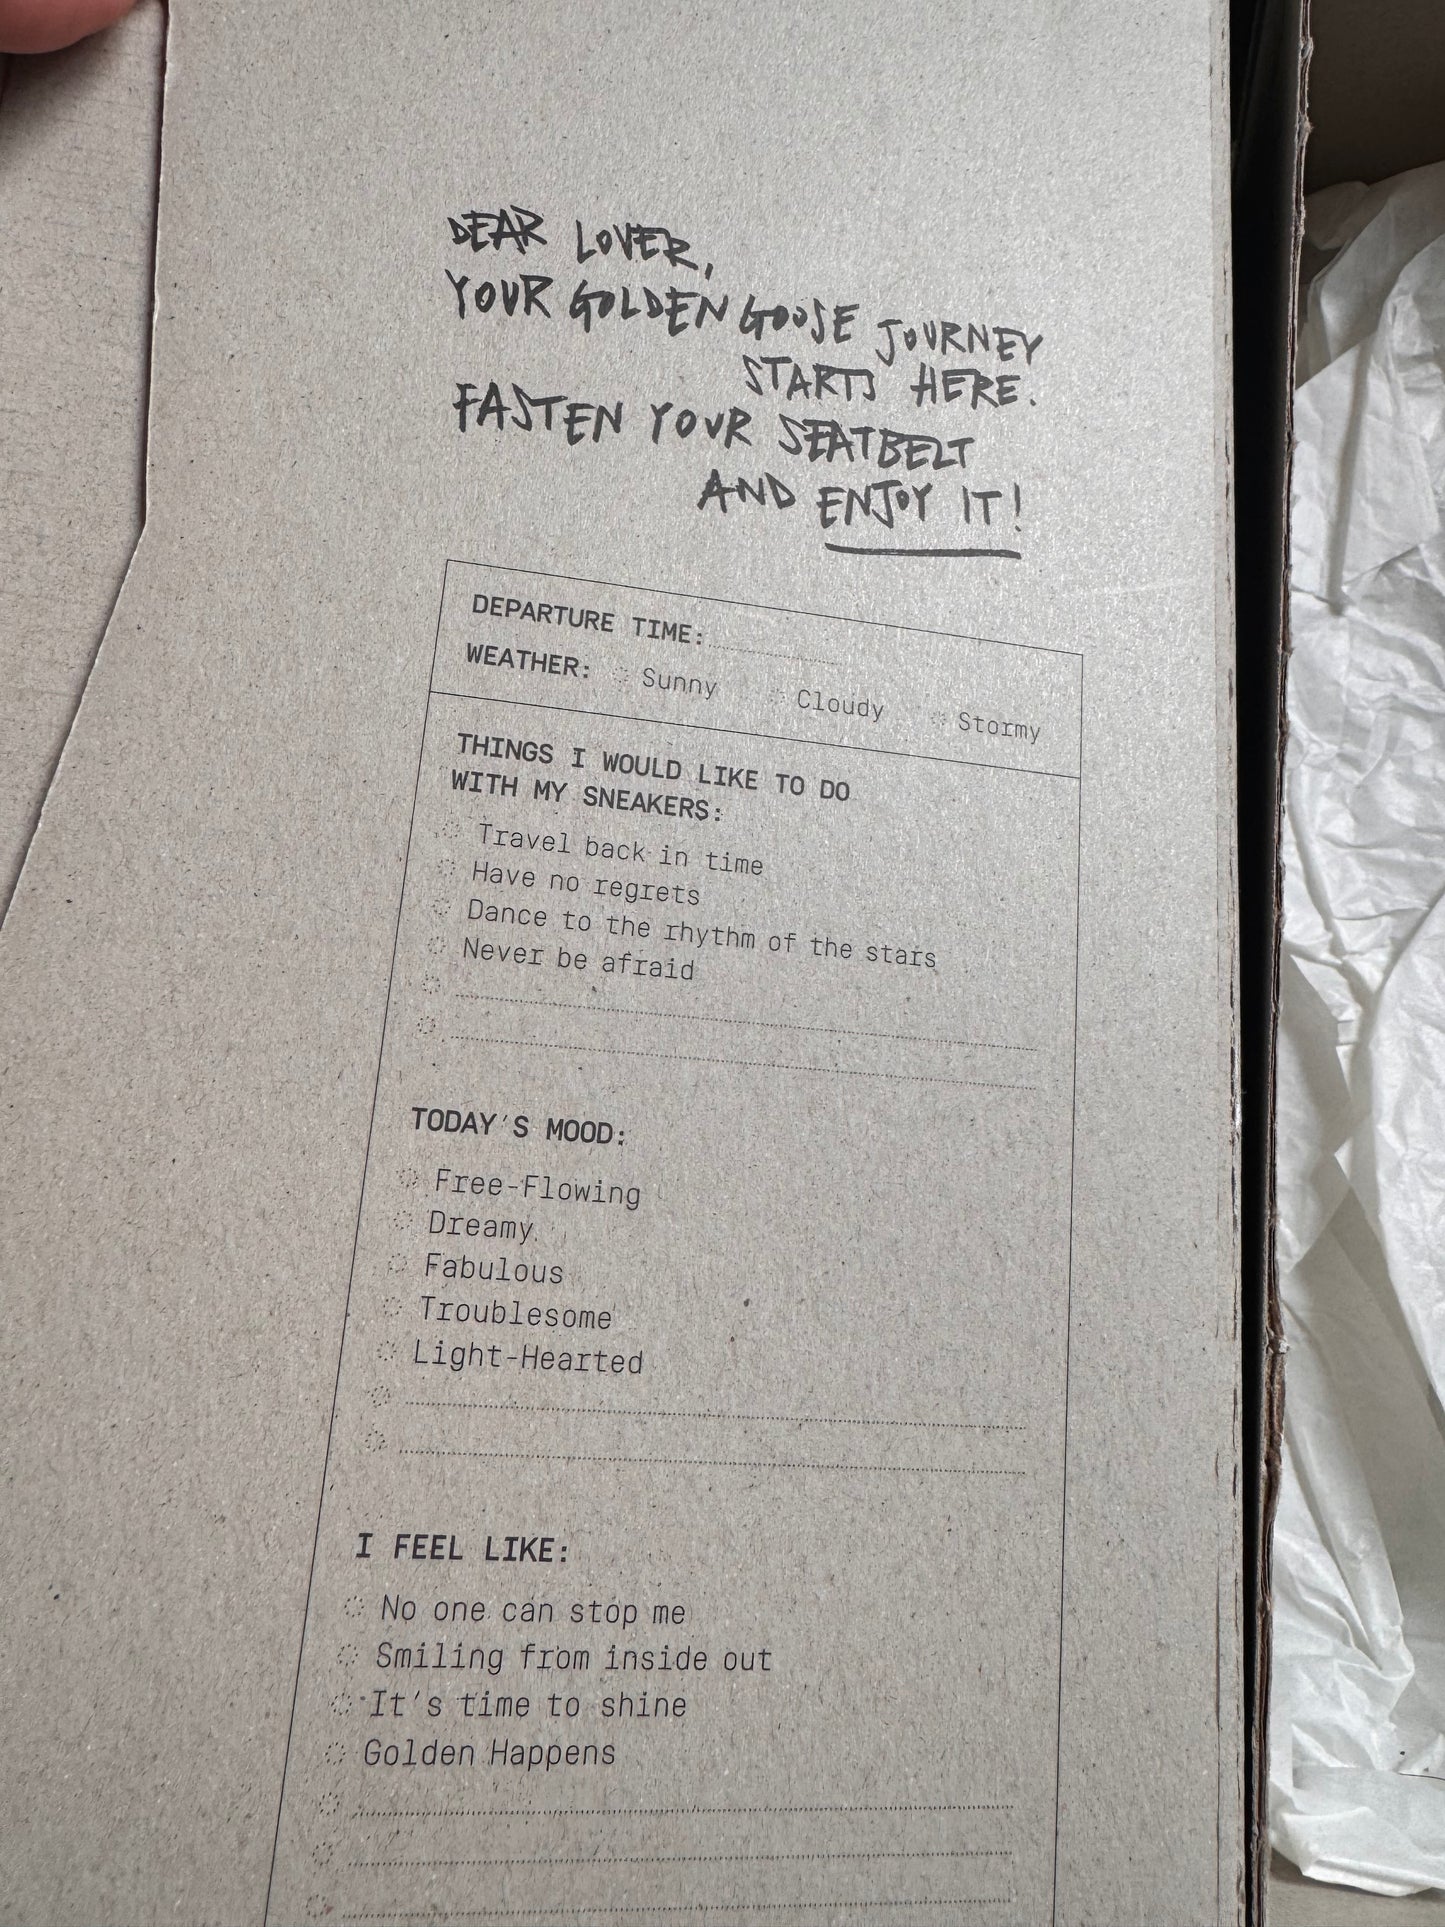 DEAR LOVER,
YOUR GOLDEN GOOSE JOURNEY
STARTS HERE.
FASTEN YOUR SEATBELT
AND ENJOY IT!
DEPARTURE TIME:
WEATHER: Sunny Cloudy Stormy
THINGS I WOULD LIKE TO DO
WITH MY SNEAKERS:
Travel back in time
Have no regrets
Dance to the rhythm of the stars
Never be afraid
TODAY'S MOOD:
Free-Flowing
Dreamy
Fabulous
Troublesome
Light-Hearted
I FEEL LIKE:
No one can stop me
Smiling from inside out
It's time to shine
Golden Happens